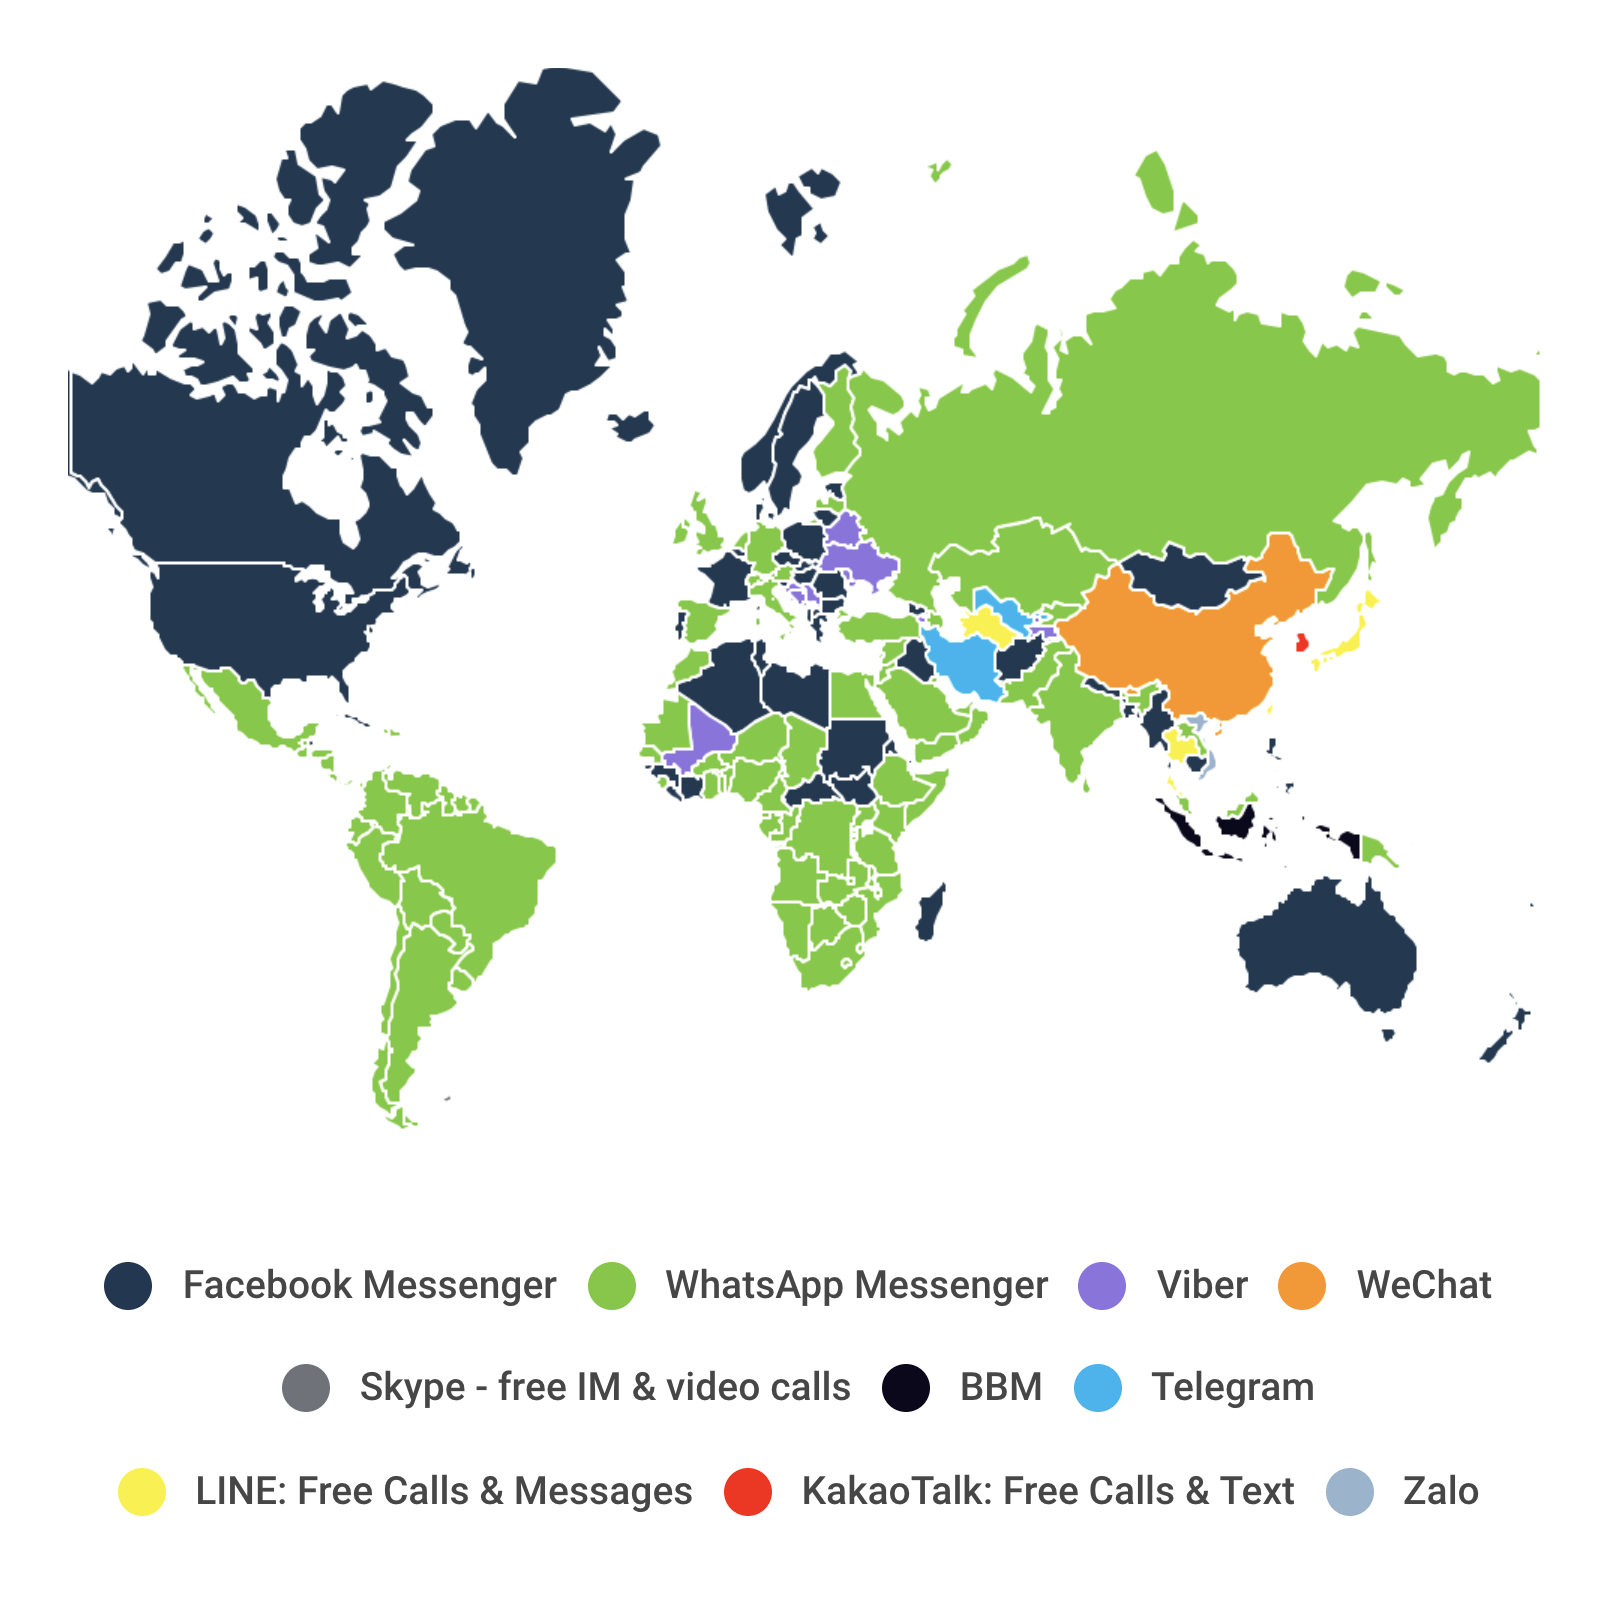 Facebook Messenger WhatsApp Messenger Viber WeChat
Skype - free IM & video calls BBM Telegram
LINE: Free Calls & Messages KakaoTalk: Free Calls & Text Zalo